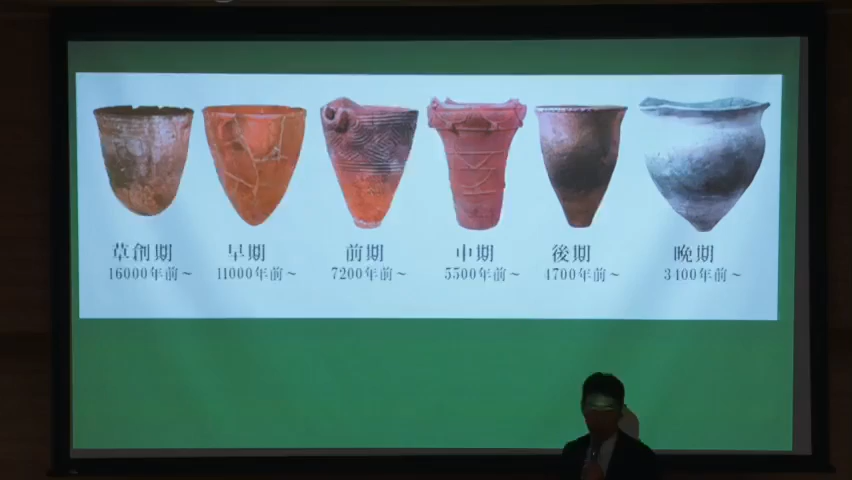 草創期
16000年前~
早期
11000年前~
前期
7200年前~
中期
5500年前~
後期
4700年前~
晩期
3400年前~